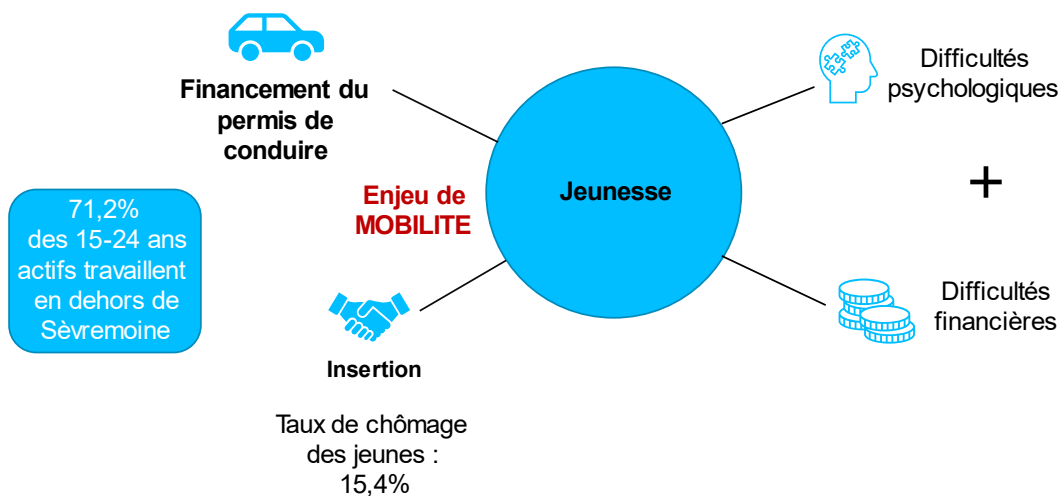 Financement du
permis de
conduire
71,2%
des 15-24 ans
actifs travaillent
en dehors de
Sèvremoine
Enjeu de
MOBILITE
Insertion
Taux de chômage
des jeunes :
15,4%
Jeunesse
Difficultés
psychologiques
+
Difficultés
financières